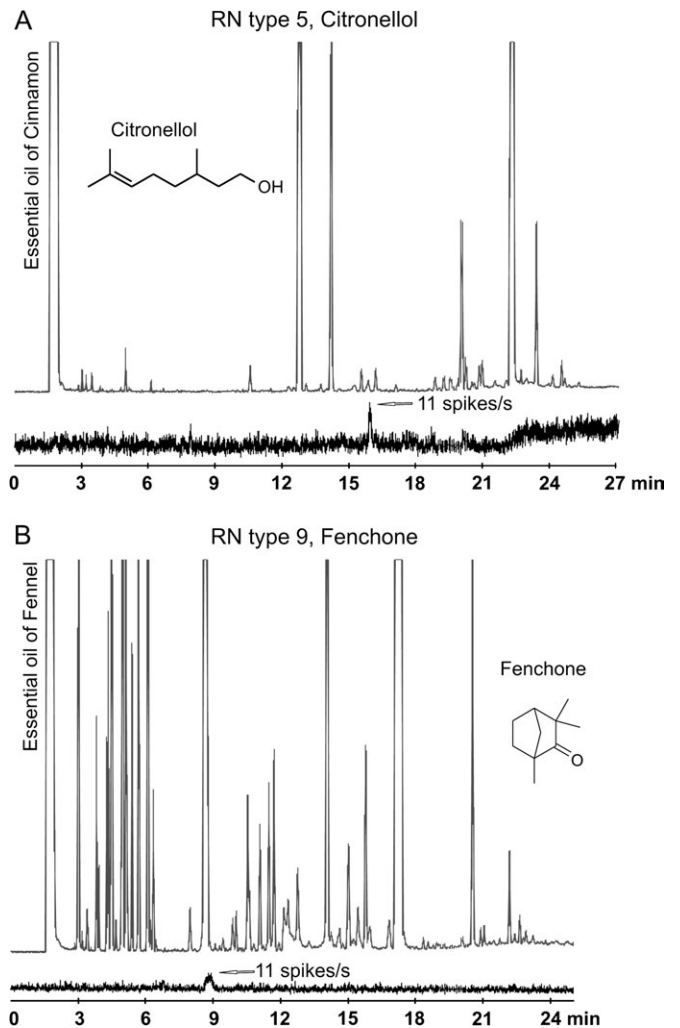 A
RN type 5, Citronellol
Essential oil of Cinnamon
Citronellol
OH
11 spikes/s
0 3 6 9 12 15 18 21 24 27 min
B
RN type 9, Fenchone
Essential oil of Fennel
Fenchone
O
11 spikes/s
0 3 6 9 12 15 18 21 24 min